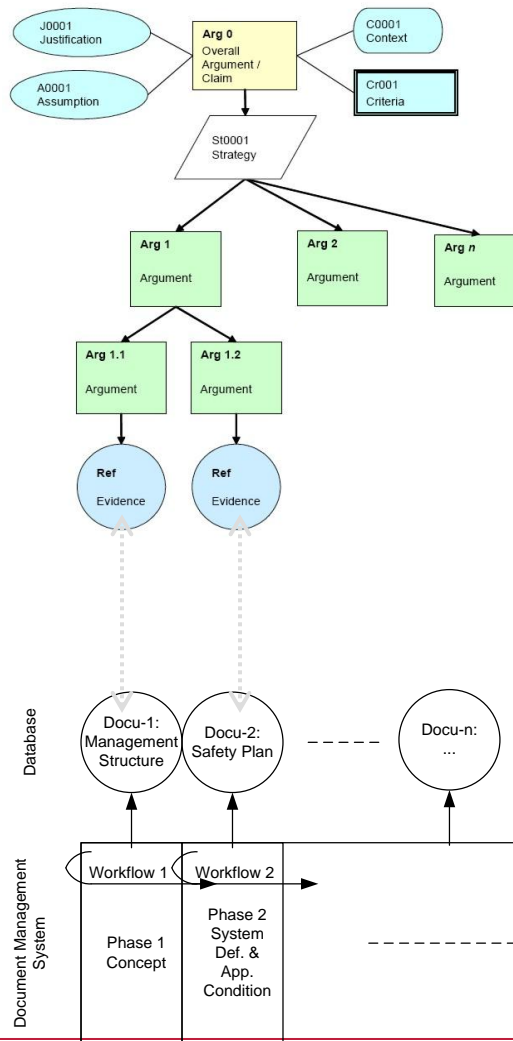 J0001
Justification
Arg 0
Overall
Argument /
Claim
C0001
Context
A0001
Assumption
Cr001
Criteria
St0001
Strategy
Arg 1
Argument
Arg 2
Argument
Arg n
Argument
Arg 1.1
Argument
Arg 1.2
Argument
Ref
Evidence
Ref
Evidence
Database
Docu-1:
Management
Structure
Docu-2:
Safety Plan
Docu-n:
...
Document Management
System
Workflow 1
Workflow 2
Phase 1
Concept
Phase 2
System
Def. &
App.
Condition